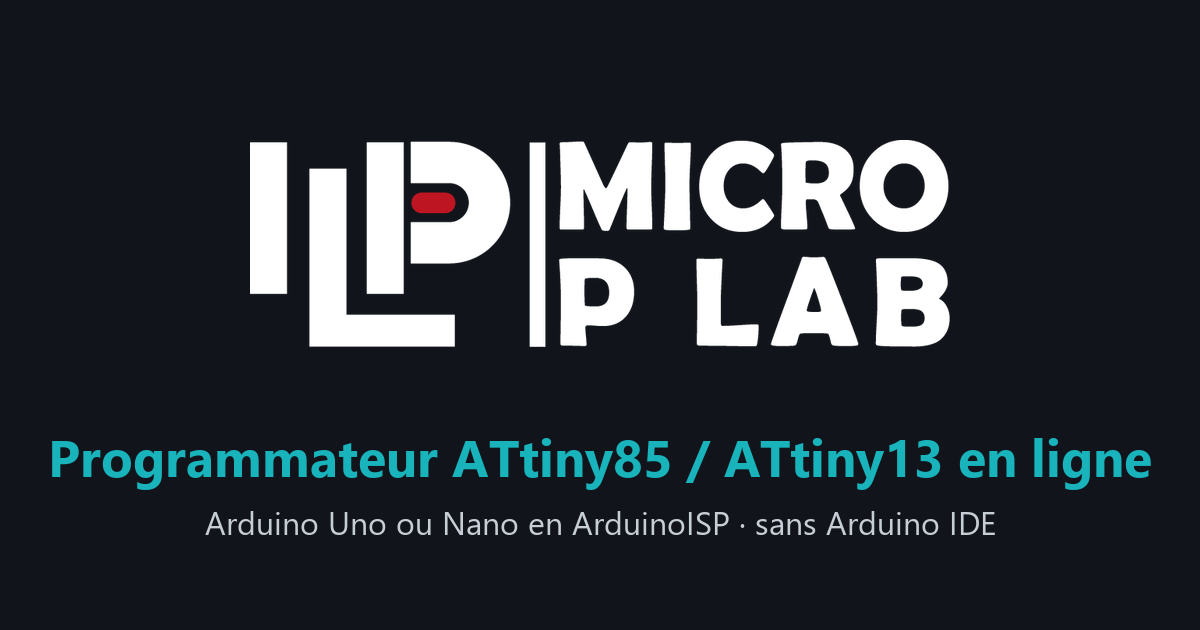 MICRO
P LAB
Programmateur ATtiny85 / ATtiny13 en ligne
Arduino Uno ou Nano en ArduinoISP · sans Arduino IDE